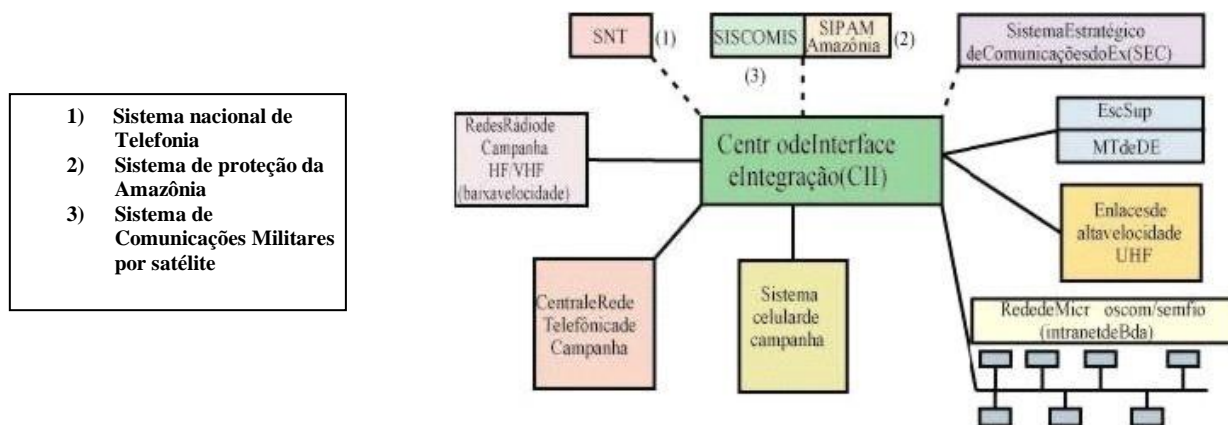 1) Sistema nacional de
Telefonia
2) Sistema de proteção da
Amazônia
3) Sistema de
Comunicações Militares
por satélite
SNT
(1)
SISCOMIS
SIPAM
Amazônia
(2)
(3)
SistemaEstratégico
deComunicaçõesdoEx(SEC)
RedesRádiode
Campanha
HF/VHF
(baixavelocidade)
Centr odeInterface
eIntegração(CII)
EscSup
MTdeDE
Enlacesde
altavelocidade
UHF
CentraleRede
Telefônicade
Campanha
Sistema
celularde
campanha
RededeMicr oscom/semfio
(intranetdeBda)